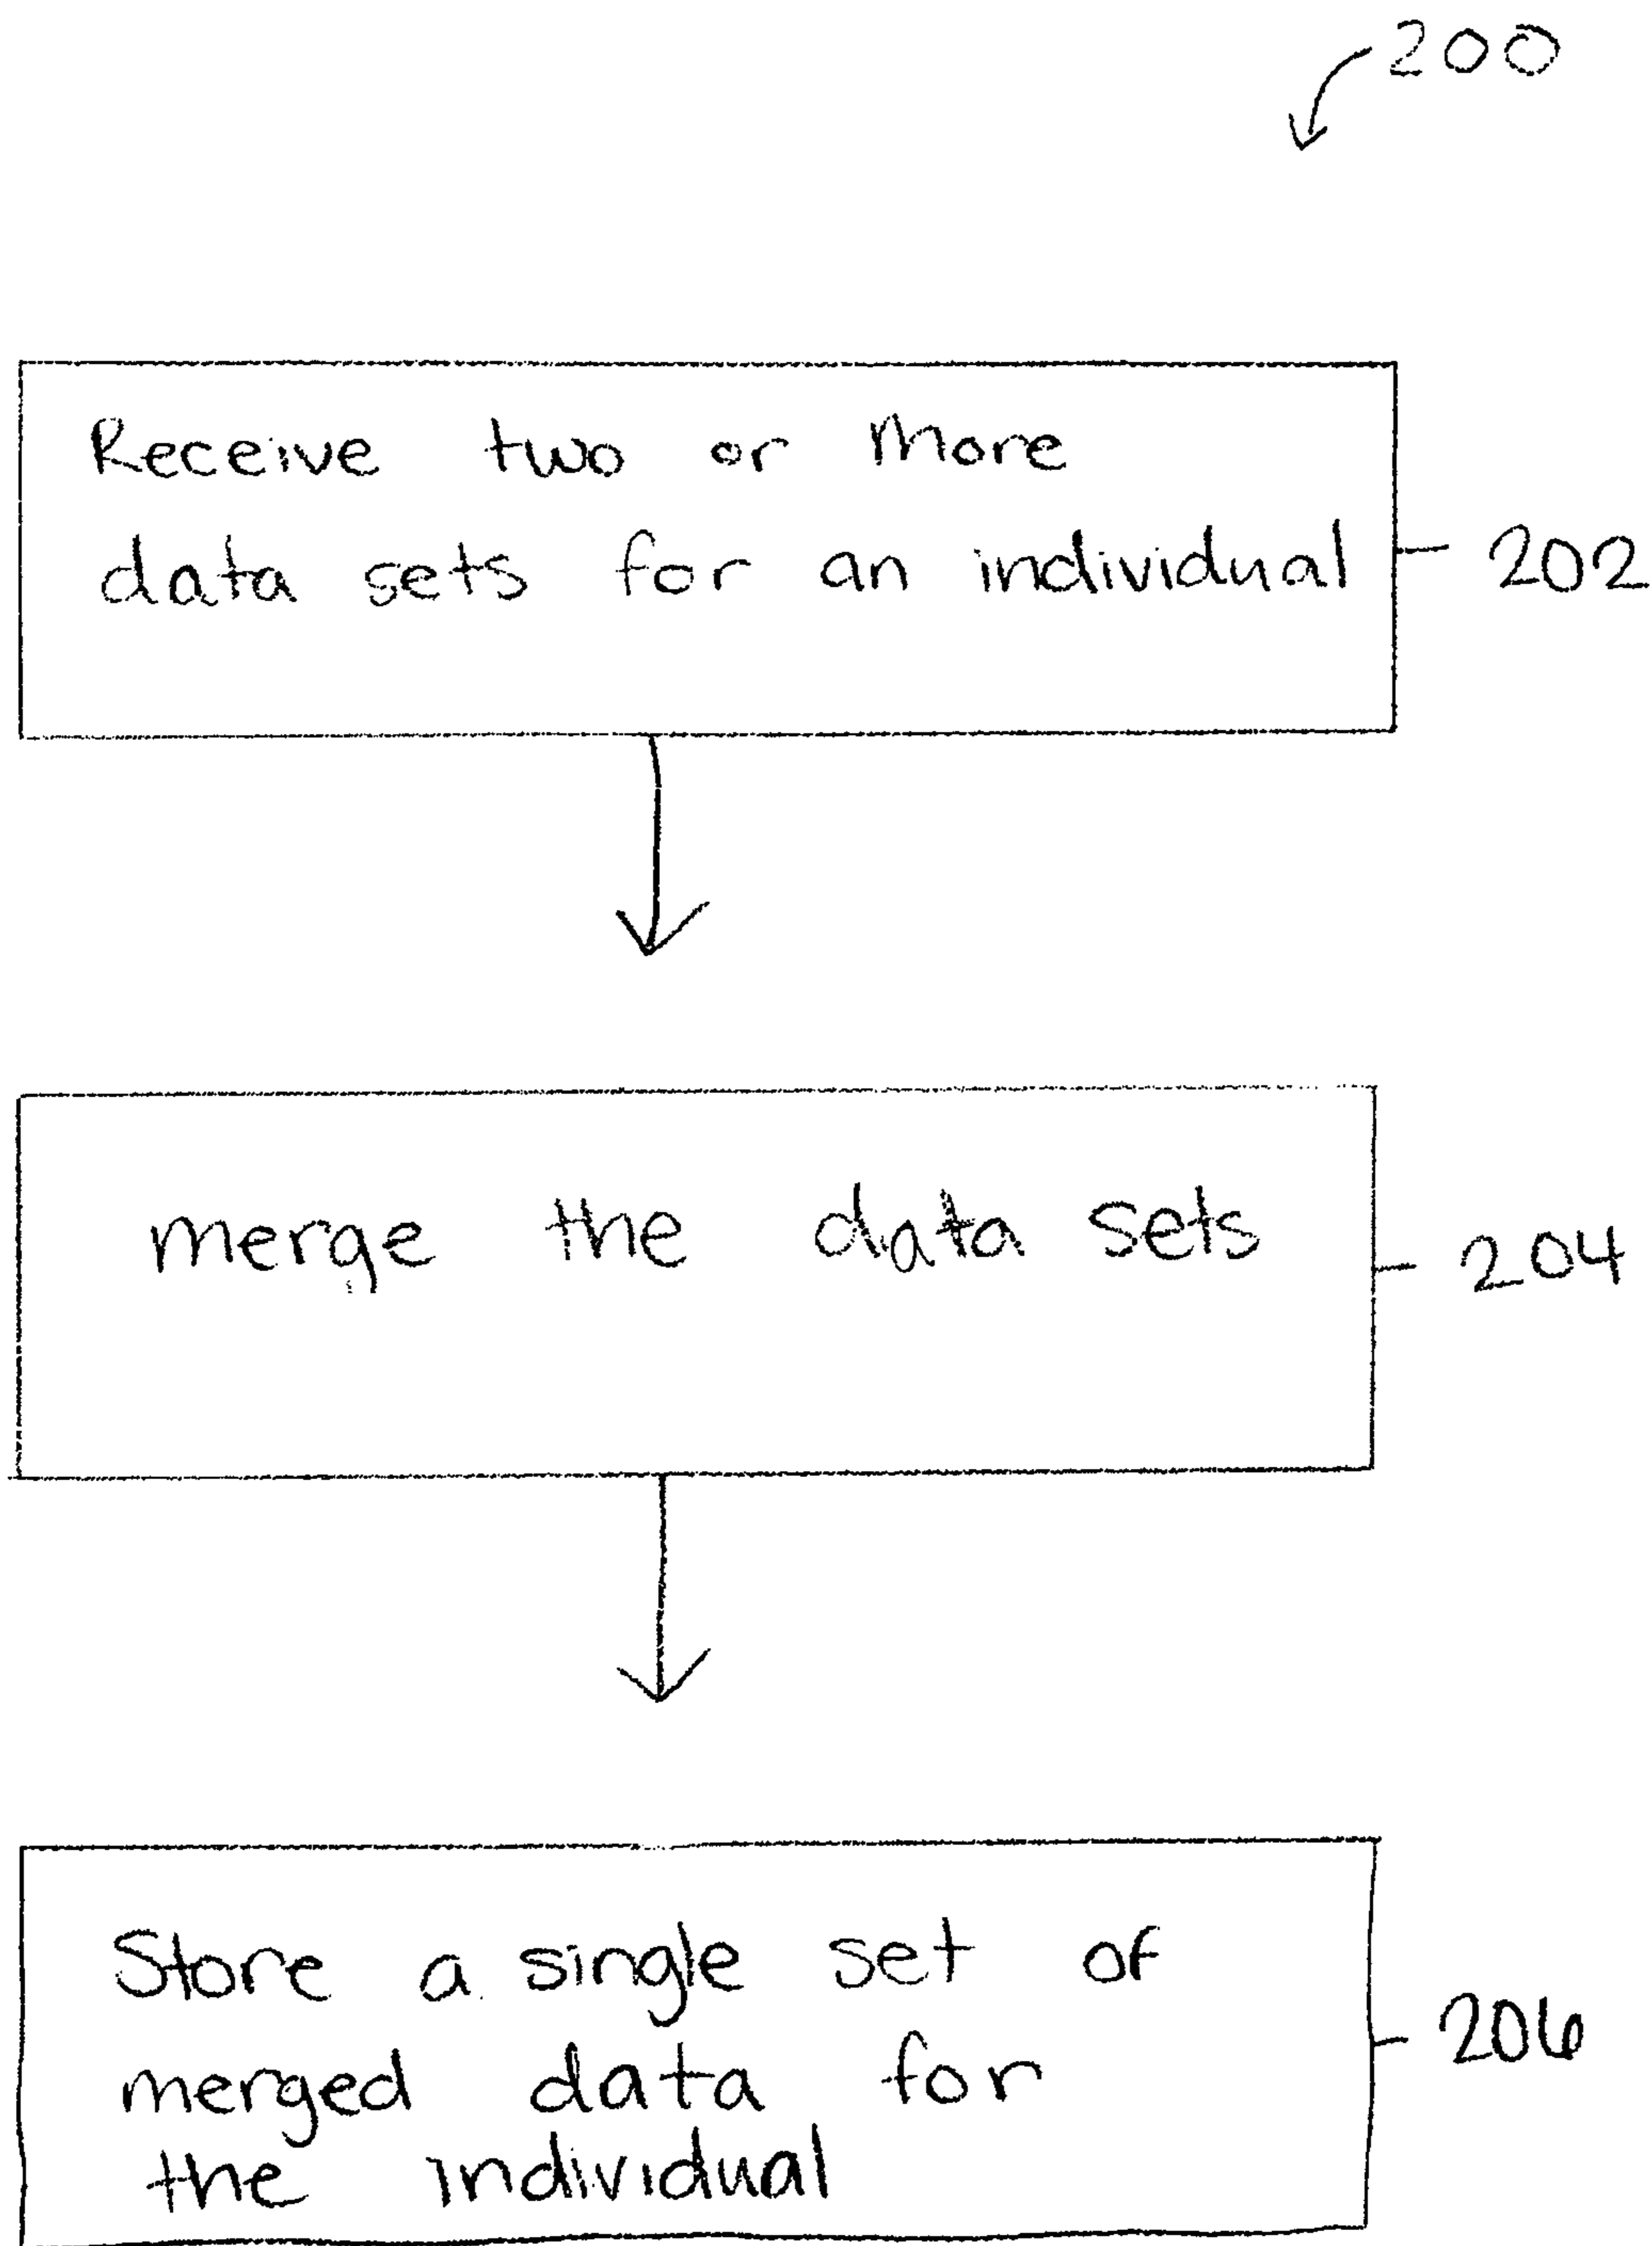 200
Receive two or more
data sets for an individual
202
merge the data sets
204
Store a single set of
merged data for
the individual
206